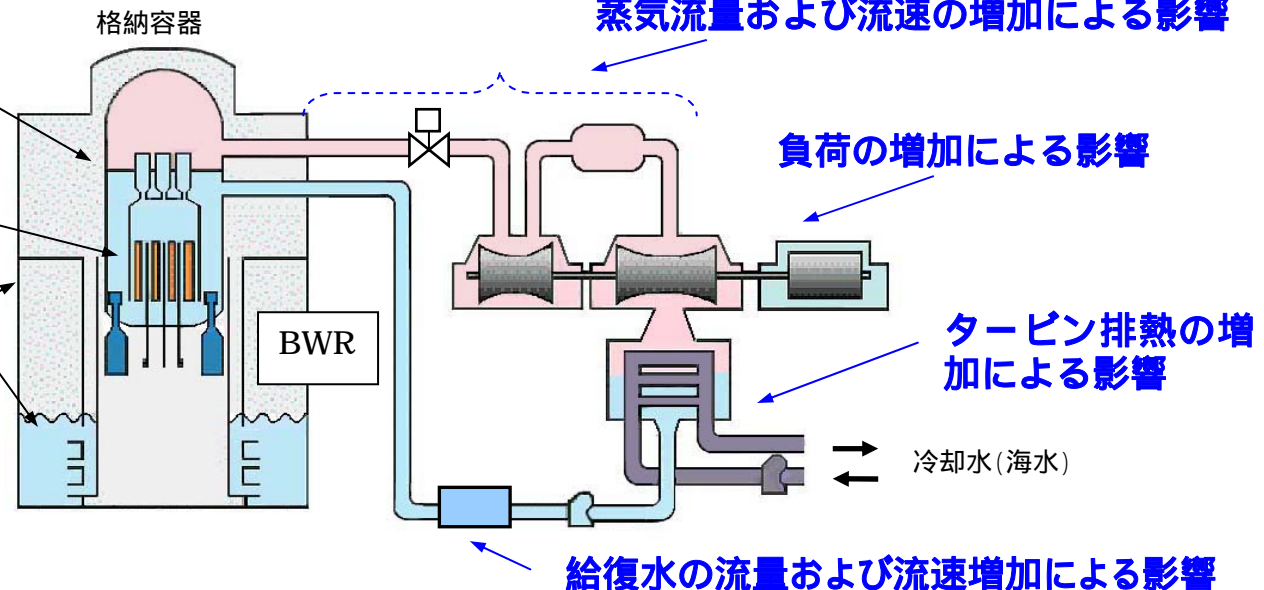 蒸気流量および流速の増加による影響
格納容器
負荷の増加による影響
BWR
タービン排熱の増
加による影響
冷却水(海水)
給復水の流量および流速増加による影響